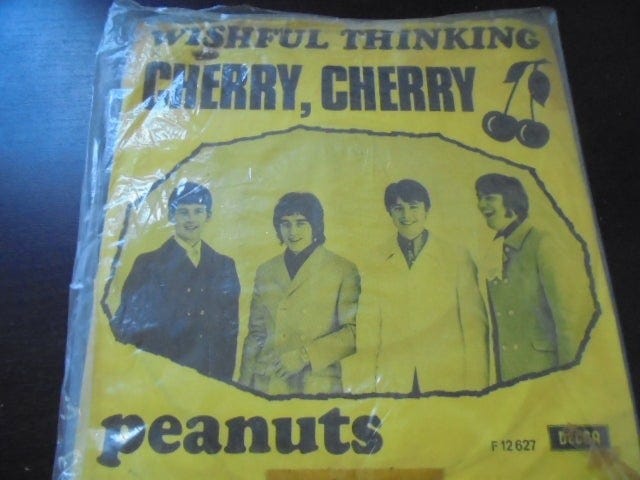 WISHFUL THINKING
CHERRY, CHERRY
peanuts
F 12 627 DECCA